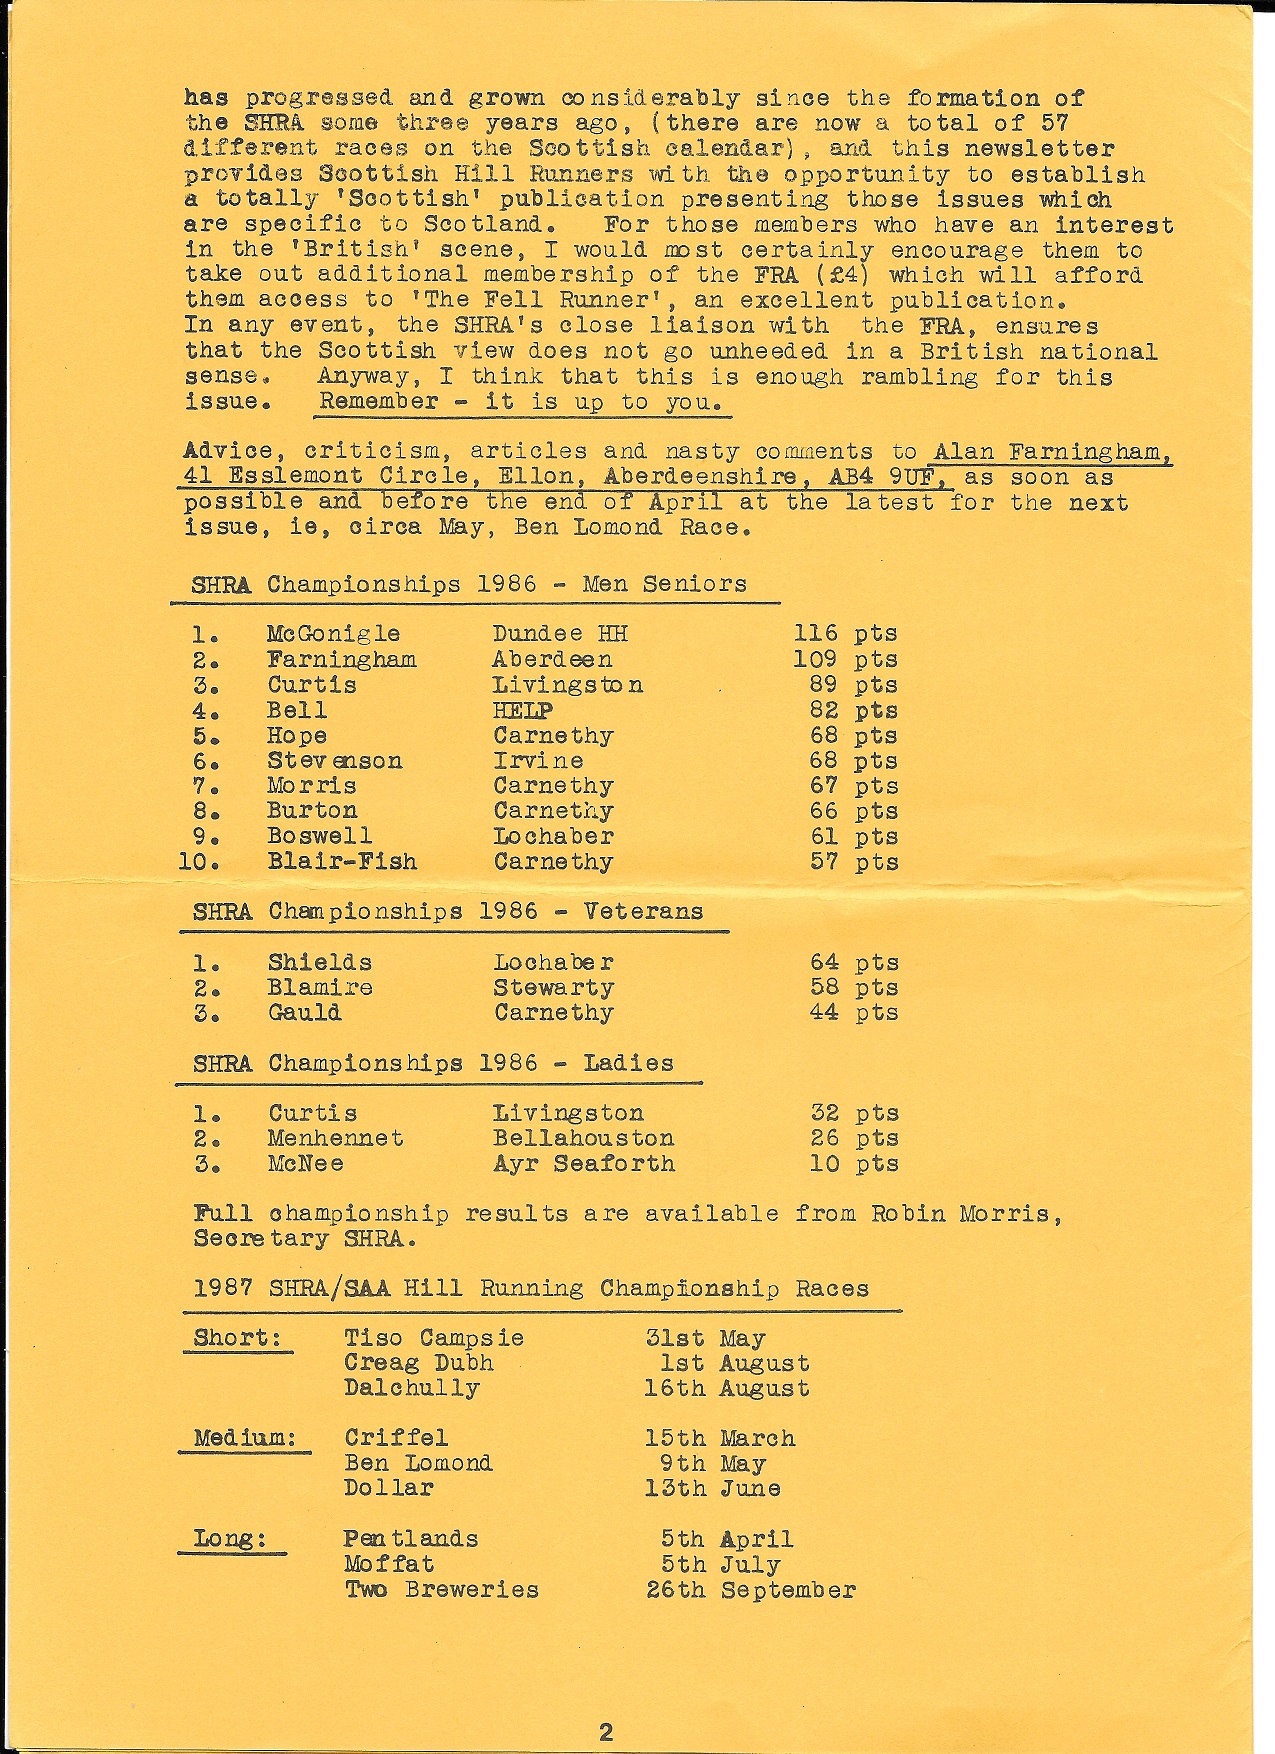 has progressed and grown considerably since the formation of
the SHRA some three years ago, (there are now a total of 57
different races on the Scottish calendar), and this newsletter
provides Scottish Hill Runners with the opportunity to establish
a totally 'Scottish' publication presenting those issues which
are specific to Scotland. For those members who have an interest
in the 'British' scene, I would most certainly encourage them to
take out additional membership of the FRA (£4) which will afford
them access to 'The Fell Runner', an excellent publication.
In any event, the SHRA's close liaison with the FRA, ensures
that the Scottish view does not go unheeded in a British national
sense. Anyway, I think that this is enough rambling for this
issue. Remember - it is up to you.
Advice, criticism, articles and nasty comments to Alan Farningham,
41 Esslemont Circle, Ellon, Aberdeenshire, AB4 9UF, as soon as
possible and before the end of April at the latest for the next
issue, ie, circa May, Ben Lomond Race.
SHRA Championships 1986 - Men Seniors
1. McGonigle Dundee HH 116 pts
2. Farningham Aberdeen 109 pts
3. Curtis Livingston 89 pts
4. Bell HELP 82 pts
5. Hope Carnethy 68 pts
6. Stevenson Irvine 68 pts
7. Morris Carnethy 67 pts
8. Burton Carnethy 66 pts
9. Boswell Lochaber 61 pts
10. Blair-Fish Carnethy 57 pts
SHRA Championships 1986 - Veterans
1. Shields Lochaber 64 pts
2. Blamire Stewarty 58 pts
3. Gauld Carnethy 44 pts
SHRA Championships 1986 - Ladies
1. Curtis Livingston 32 pts
2. Menhennet Bellahouston 26 pts
3. McNee Ayr Seaforth 10 pts
Full championship results are available from Robin Morris,
Secretary SHRA.
1987 SHRA/SAA Hill Running Championship Races
Short: Tiso Campsie 31st May
Creag Dubh 1st August
Dalchully 16th August
Medium: Criffel 15th March
Ben Lomond 9th May
Dollar 13th June
Long: Pentlands 5th April
Moffat 5th July
Two Breweries 26th September
2